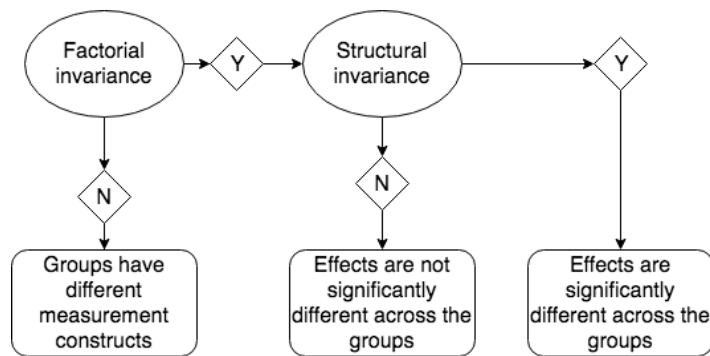 Factorial
invariance
Y
Structural
invariance
Y
N
N
Groups have
different
measurement
constructs
Effects are not
significantly
different across the
groups
Effects are
significantly
different across the
groups